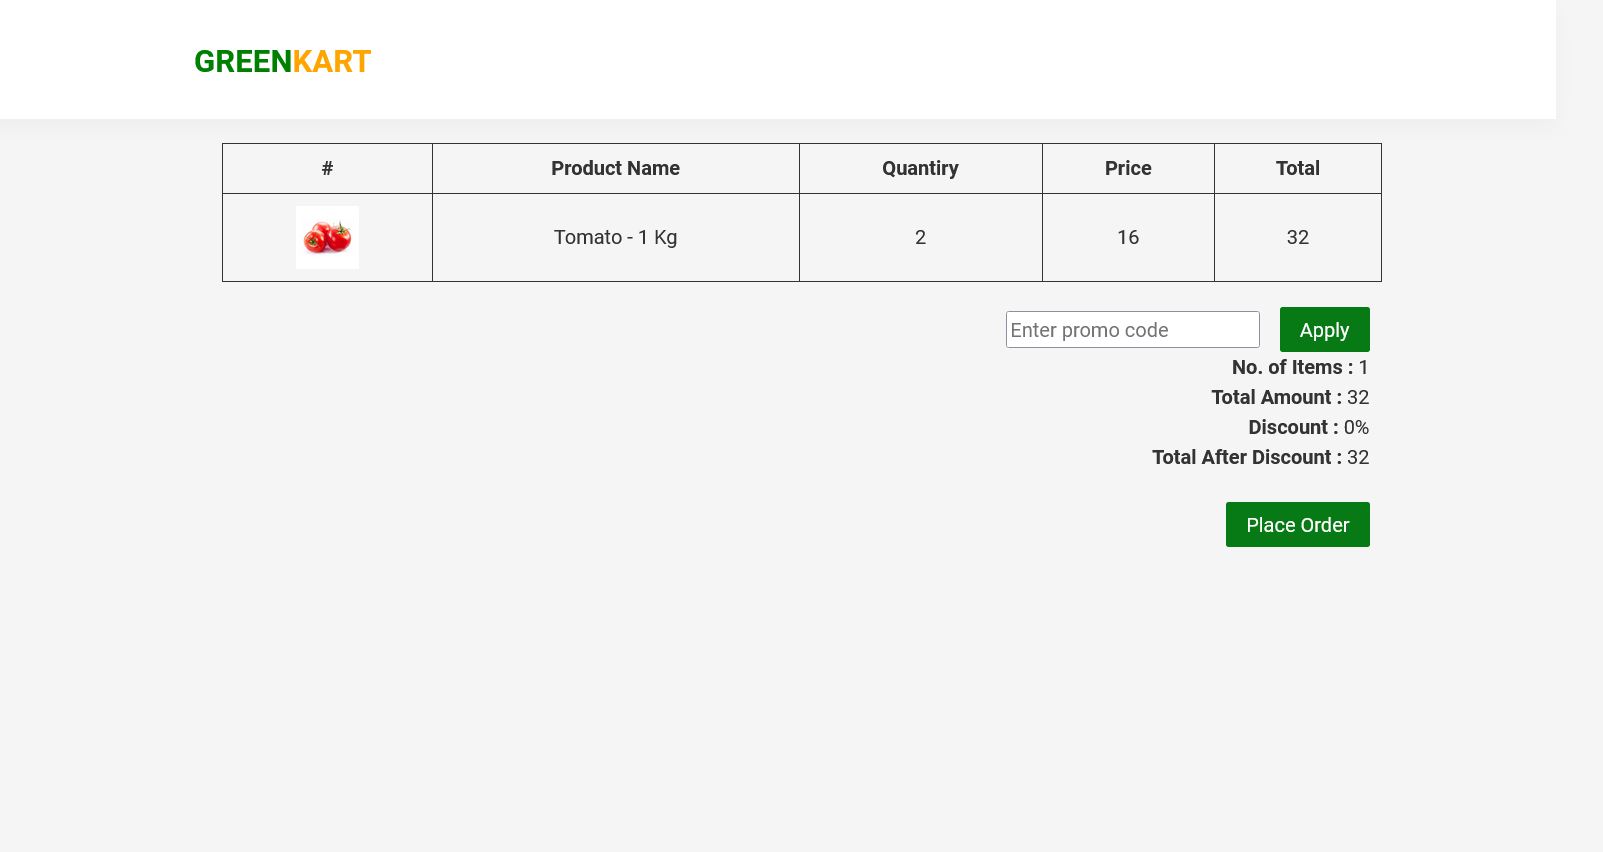 GREENKART
# Product Name Quantiry Price Total
Tomato - 1 Kg 2 16 32
Enter promo code Apply
No. of Items : 1
Total Amount : 32
Discount : 0%
Total After Discount : 32
Place Order